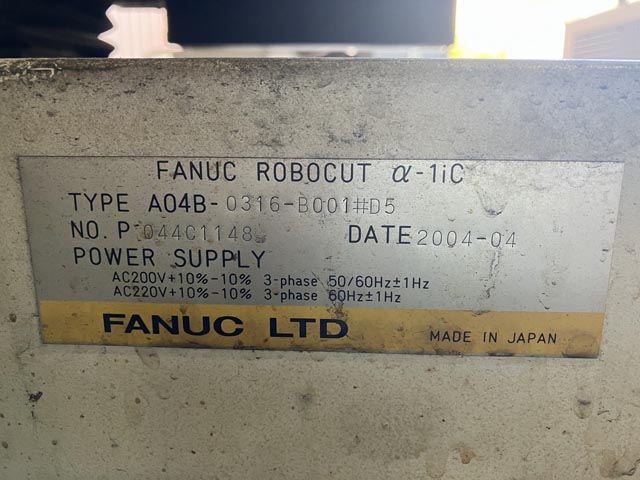 FANUC ROBOCUT α-1iC
TYPE A04B-0316-B001#D5
NO. P044C1148 DATE 2004-04
POWER SUPPLY
AC200V+10%-10% 3-phase 50/60Hz±1Hz
AC220V+10%-10% 3-phase 60Hz±1Hz
FANUC LTD MADE IN JAPAN